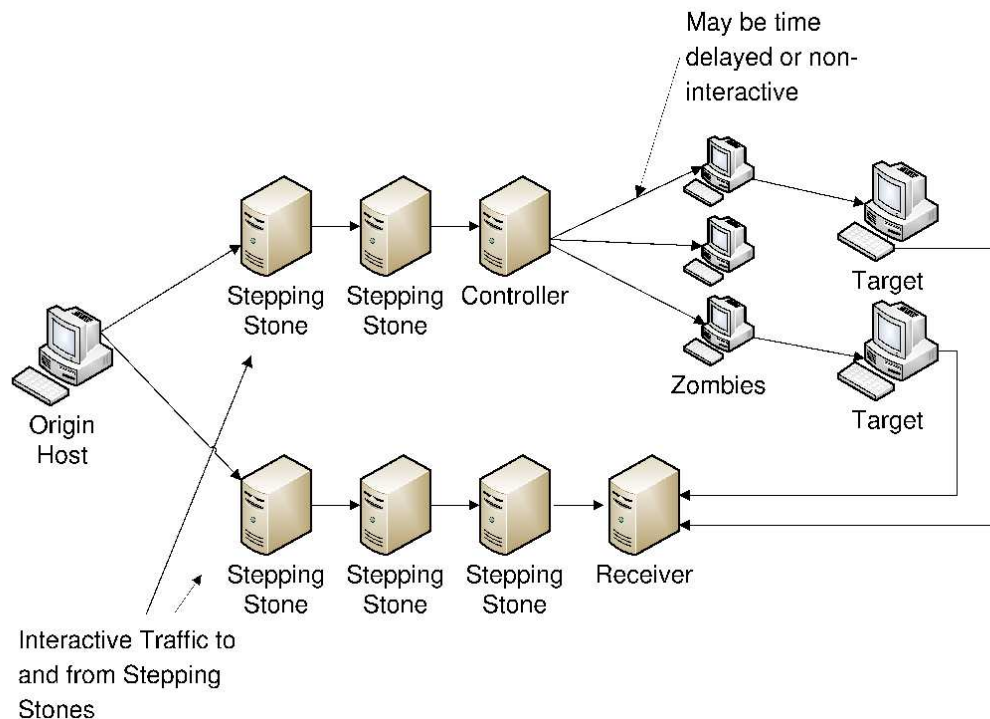 May be time
delayed or non-
interactive
Stepping
Stone
Stepping
Stone
Controller
Target
Zombies
Target
Origin
Host
Stepping
Stone
Stepping
Stone
Stepping
Stone
Receiver
Interactive Traffic to
and from Stepping
Stones